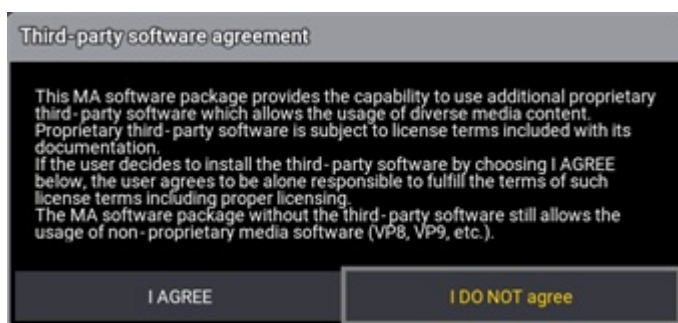 Third-party software agreement
This MA software package provides the capability to use additional proprietary
third-party software which allows the usage of diverse media content.
Proprietary third-party software is subject to license terms included with its
documentation.
If the user decides to install the third-party software by choosing I AGREE
below, the user agrees to be alone responsible to fulfill the terms of such
license terms including proper licensing.
The MA software package without the third-party software still allows the
usage of non-proprietary media software (VP8, VP9, etc.).
I AGREE
I DO NOT agree